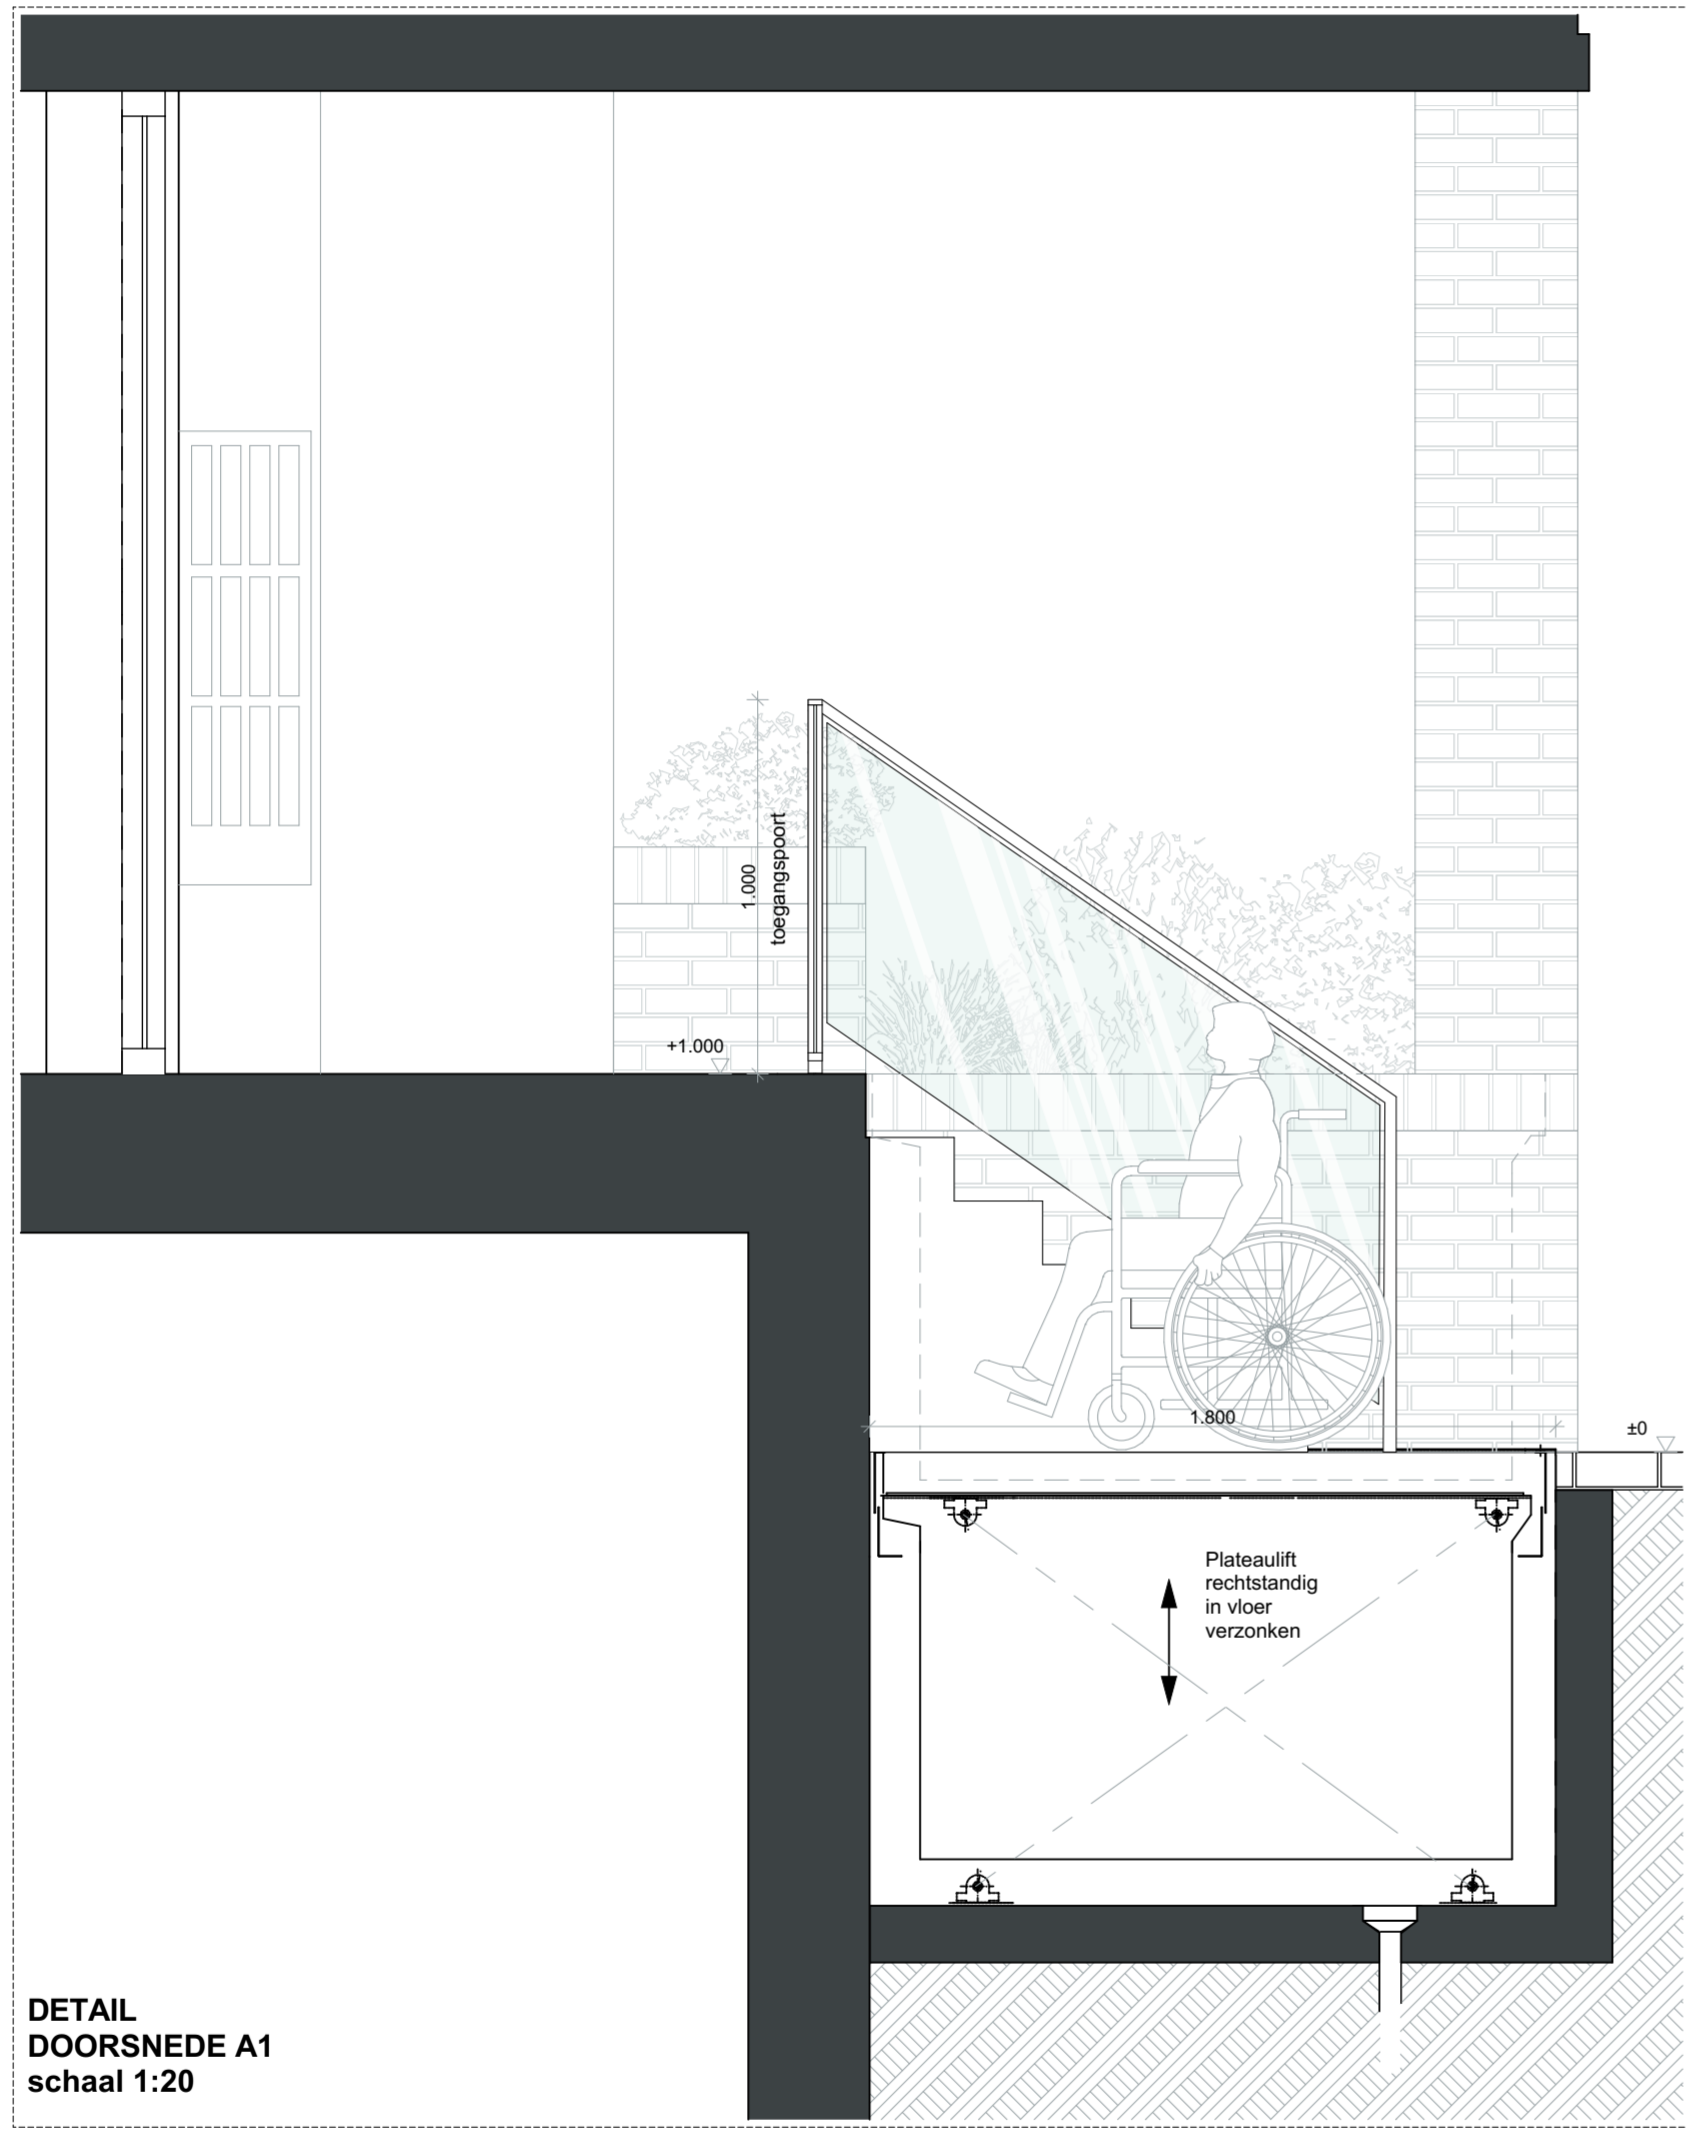 1.000
toegangspoort
+1.000
1.800
±0
Plateaulift
rechtstandig
in vloer
verzonken
DETAIL
DOORSNEDE A1
schaal 1:20